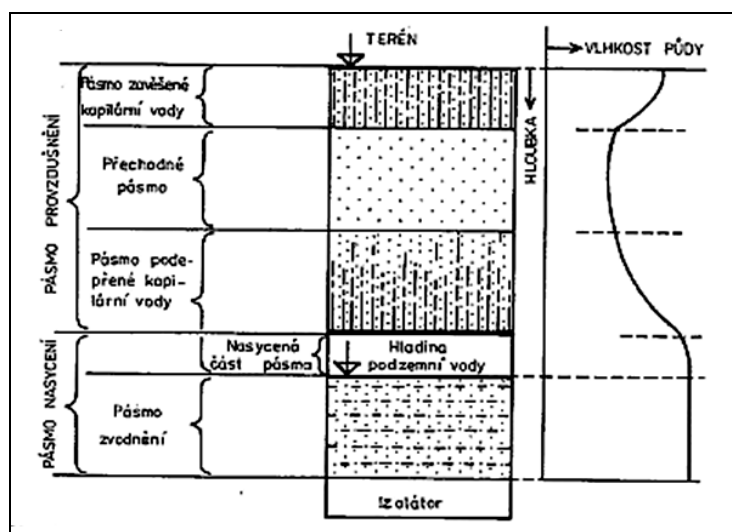 TERÉN
VLHKOST PŮDY
HLOUBKA
PÁSMO PROVZDUŠNĚNÍ
Pásmo zavěšené
kapilární vody
Přechodné
pásmo
Pásmo pode-
přené kapi-
lární vody
PÁSMO NASYCENÍ
Nasycená
část pásma
Hladina
podzemní vody
Pásmo
zvodnění
Izolátor